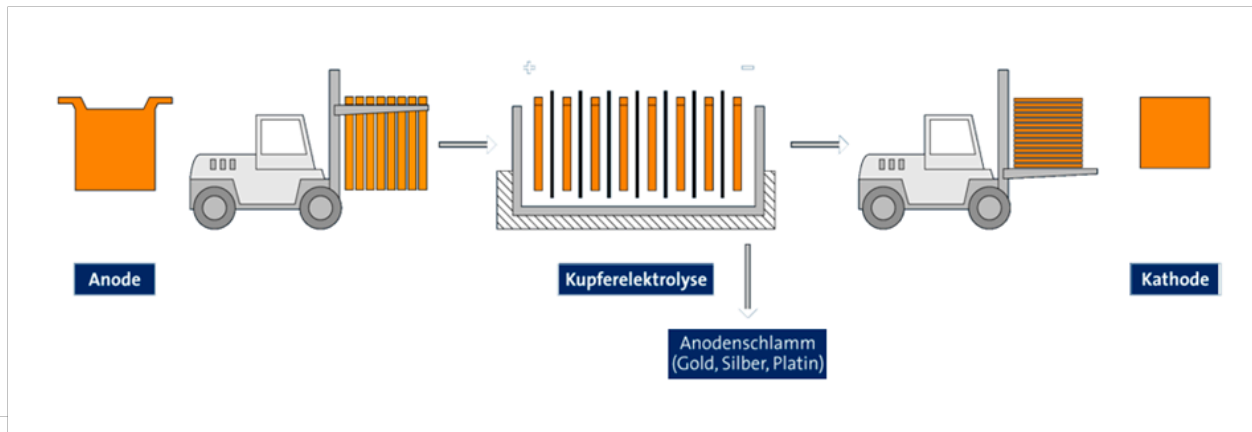 +
−
Anode
Kupferelektrolyse
Kathode
Anodenschlamm
(Gold, Silber, Platin)